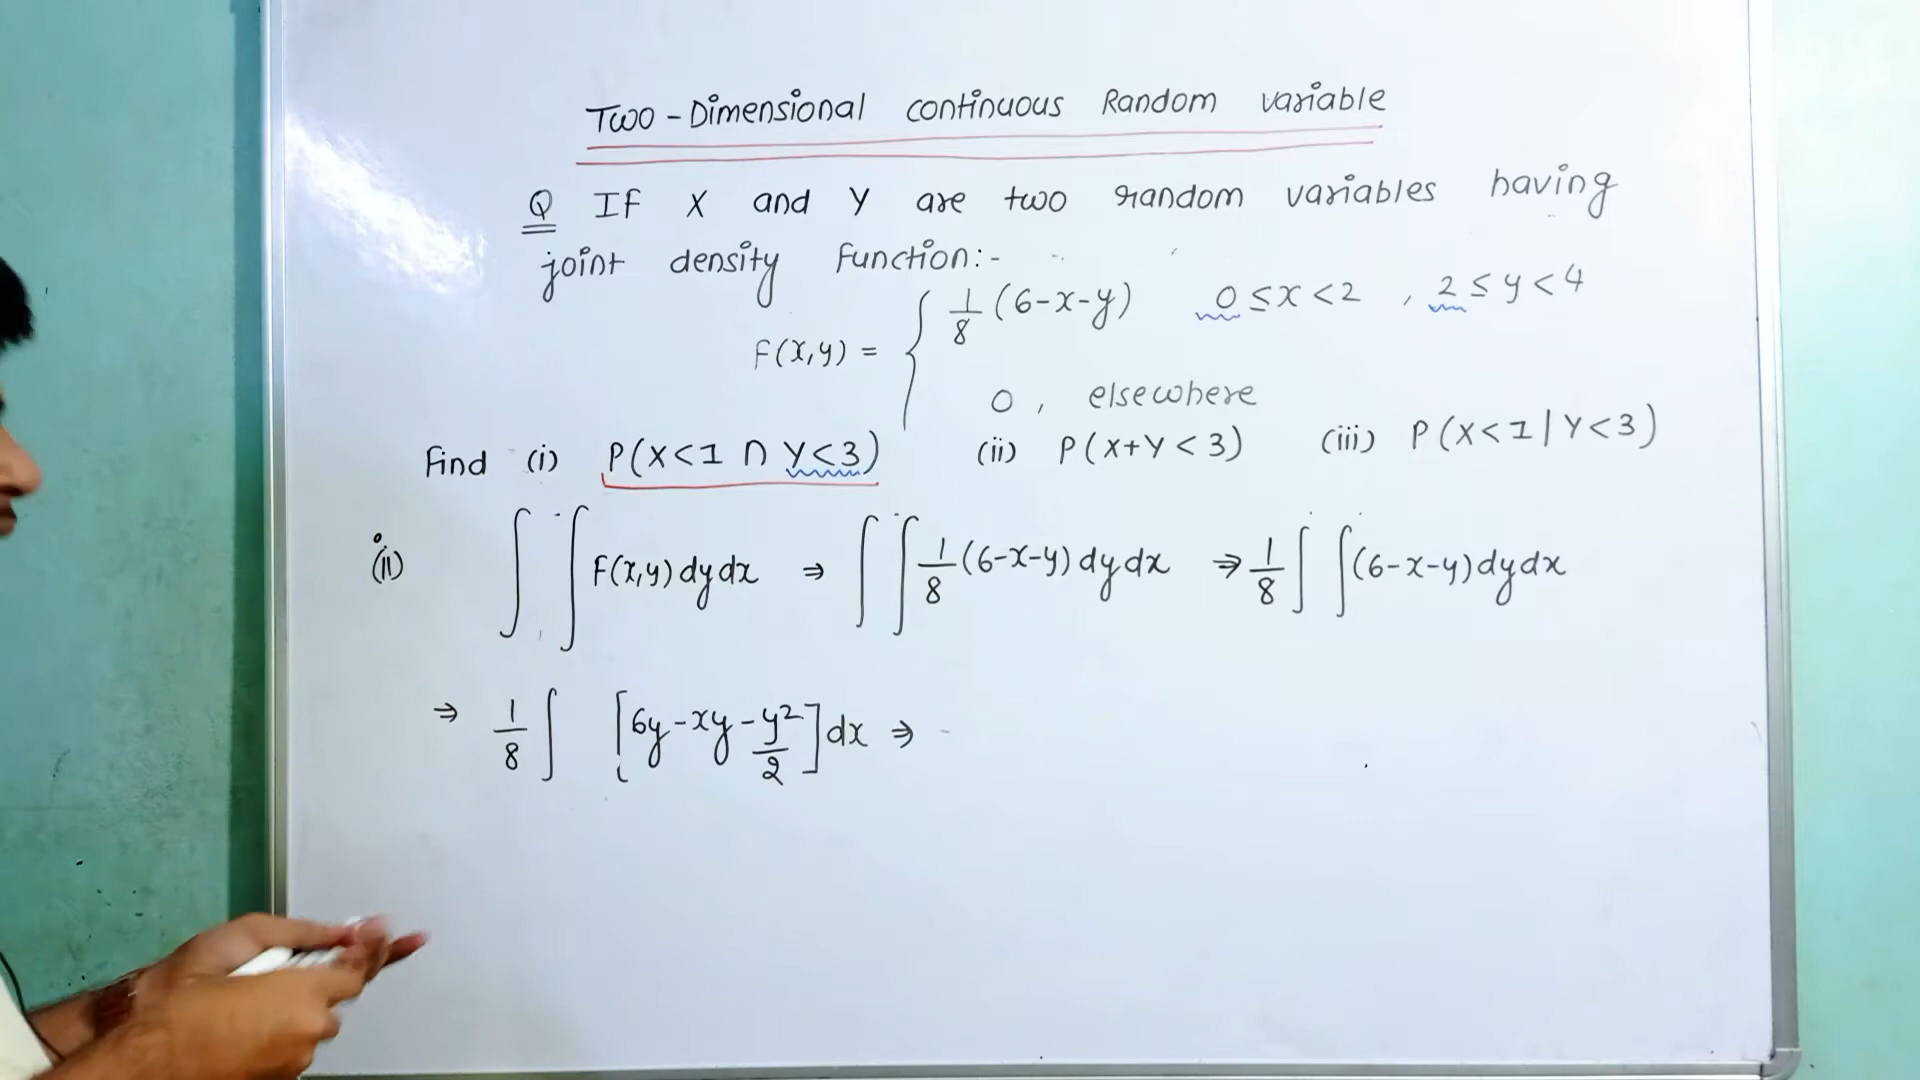 Two-Dimensional continuous Random variable
Q If X and Y are two random variables having
joint density Function:-
1/8 (6-x-y) 0≤x<2 , 2≤y<4
F(x,y) = {
0, elsewhere
Find (i) P(X<1 ∩ Y<3) (ii) P(X+Y<3) (iii) P(X<1|Y<3)
(ii) ∫ ∫ F(x,y) dy dx ⇒ ∫∫ 1/8 (6-x-y) dy dx ⇒ 1/8 ∫ ∫ (6-x-y) dy dx
⇒ 1/8 ∫ [6y-xy-y²/2] dx ⇒